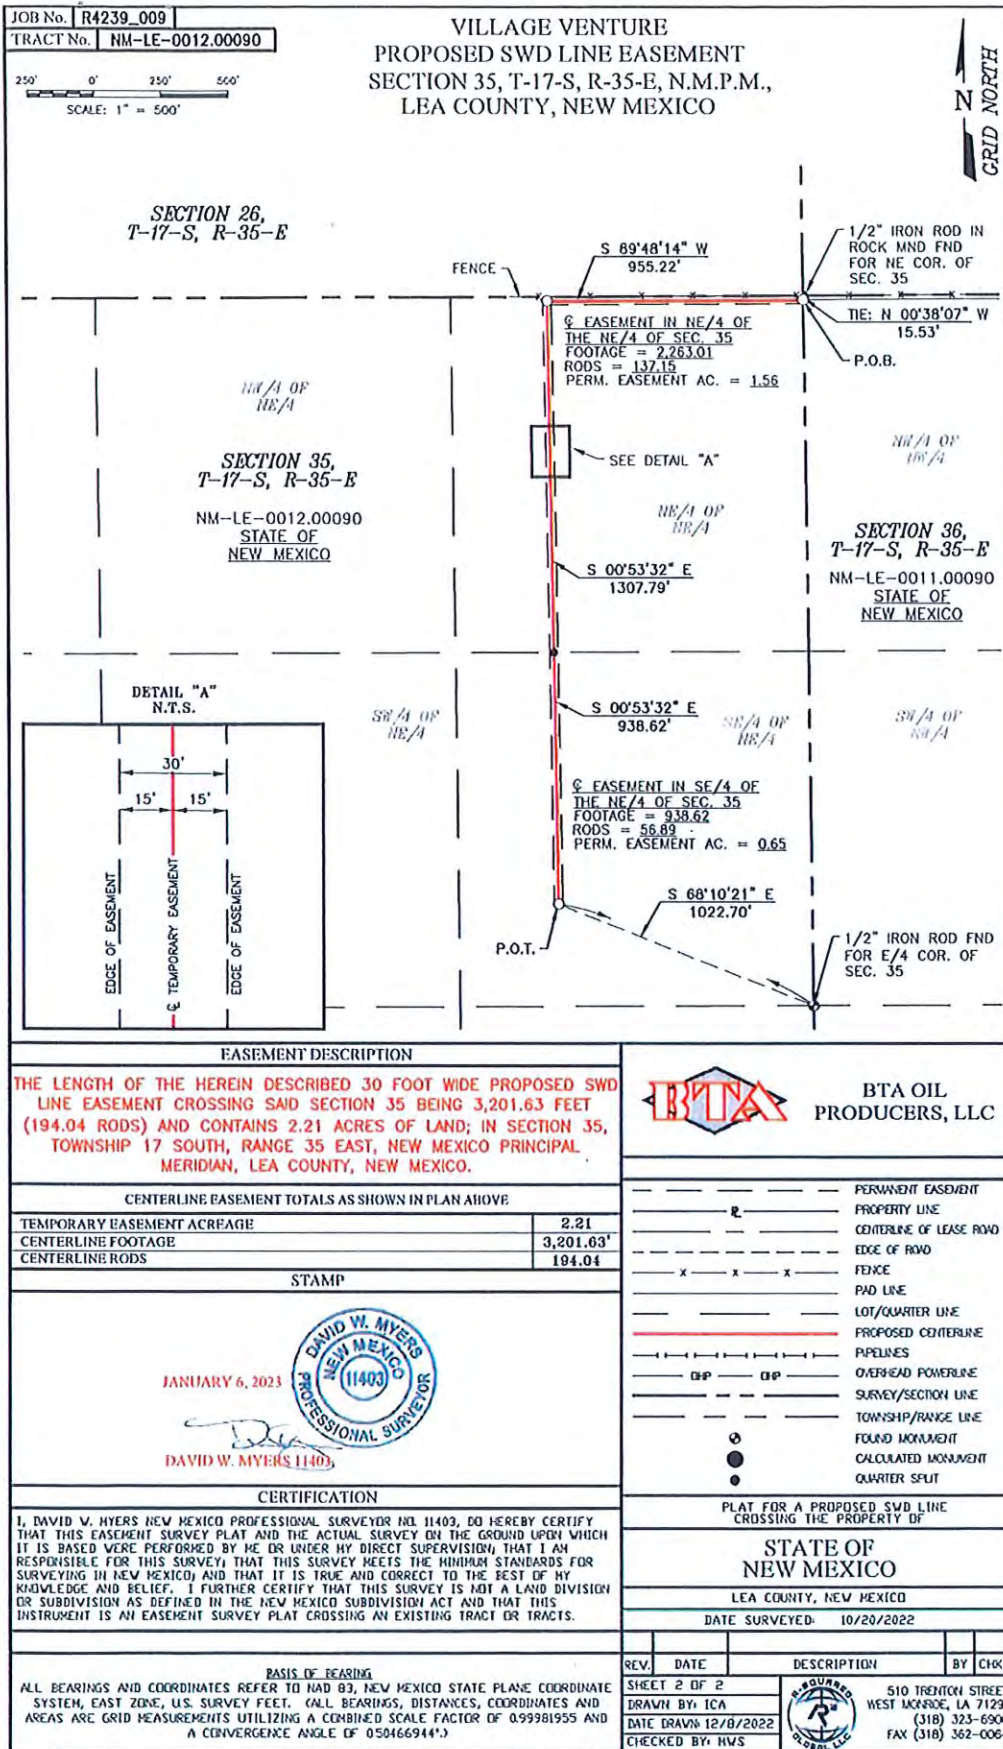 JOB No. R4239_009
TRACT No. NM-LE-0012.00090
VILLAGE VENTURE
PROPOSED SWD LINE EASEMENT
SECTION 35, T-17-S, R-35-E, N.M.P.M.,
LEA COUNTY, NEW MEXICO
250' 0' 250' 500'
SCALE: 1" = 500'
N
GRID NORTH
SECTION 26,
T-17-S, R-35-E
FENCE
S 89°48'14" W
955.22'
1/2" IRON ROD IN
ROCK MND FND
FOR NE COR. OF
SEC. 35
TIE: N 00°38'07" W
15.53'
P.O.B.
℄ EASEMENT IN NE/4 OF
THE NE/4 OF SEC. 35
FOOTAGE = 2,263.01
RODS = 137.15
PERM. EASEMENT AC. = 1.56
NW/4 OF
NE/4
SEE DETAIL "A"
NW/4 OF
NW/4
SECTION 35,
T-17-S, R-35-E
NM-LE-0012.00090
STATE OF
NEW MEXICO
NE/4 OF
NE/4
SECTION 36,
T-17-S, R-35-E
NM-LE-0011.00090
STATE OF
NEW MEXICO
S 00°53'32" E
1307.79'
DETAIL "A"
N.T.S.
30'
15' 15'
EDGE OF EASEMENT
℄ TEMPORARY EASEMENT
EDGE OF EASEMENT
SW/4 OF
NE/4
S 00°53'32" E
938.62'
SE/4 OF
NE/4
SW/4 OF
NW/4
℄ EASEMENT IN SE/4 OF
THE NE/4 OF SEC. 35
FOOTAGE = 938.62
RODS = 56.89
PERM. EASEMENT AC. = 0.65
S 68°10'21" E
1022.70'
P.O.T.
1/2" IRON ROD FND
FOR E/4 COR. OF
SEC. 35
EASEMENT DESCRIPTION
THE LENGTH OF THE HEREIN DESCRIBED 30 FOOT WIDE PROPOSED SWD
LINE EASEMENT CROSSING SAID SECTION 35 BEING 3,201.63 FEET
(194.04 RODS) AND CONTAINS 2.21 ACRES OF LAND; IN SECTION 35,
TOWNSHIP 17 SOUTH, RANGE 35 EAST, NEW MEXICO PRINCIPAL
MERIDIAN, LEA COUNTY, NEW MEXICO.
CENTERLINE EASEMENT TOTALS AS SHOWN IN PLAN ABOVE
TEMPORARY EASEMENT ACREAGE 2.21
CENTERLINE FOOTAGE 3,201.63'
CENTERLINE RODS 194.04
STAMP
DAVID W. MYERS
NEW MEXICO
11403
PROFESSIONAL SURVEYOR
JANUARY 6, 2023
DAVID W. MYERS 11403
CERTIFICATION
I, DAVID W. MYERS NEW MEXICO PROFESSIONAL SURVEYOR NO. 11403, DO HEREBY CERTIFY
THAT THIS EASEMENT SURVEY PLAT AND THE ACTUAL SURVEY ON THE GROUND UPON WHICH
IT IS BASED WERE PERFORMED BY ME OR UNDER MY DIRECT SUPERVISION; THAT I AM
RESPONSIBLE FOR THIS SURVEY; THAT THIS SURVEY MEETS THE MINIMUM STANDARDS FOR
SURVEYING IN NEW MEXICO; AND THAT IT IS TRUE AND CORRECT TO THE BEST OF MY
KNOWLEDGE AND BELIEF. I FURTHER CERTIFY THAT THIS SURVEY IS NOT A LAND DIVISION
OR SUBDIVISION AS DEFINED IN THE NEW MEXICO SUBDIVISION ACT AND THAT THIS
INSTRUMENT IS AN EASEMENT SURVEY PLAT CROSSING AN EXISTING TRACT OR TRACTS.
BASIS OF BEARING
ALL BEARINGS AND COORDINATES REFER TO NAD 83, NEW MEXICO STATE PLANE COORDINATE
SYSTEM, EAST ZONE, U.S. SURVEY FEET. (ALL BEARINGS, DISTANCES, COORDINATES AND
AREAS ARE GRID MEASUREMENTS UTILIZING A COMBINED SCALE FACTOR OF 0.99981955 AND
A CONVERGENCE ANGLE OF 0.50466944°.)
BTA
BTA OIL
PRODUCERS, LLC
PERMANENT EASEMENT
PROPERTY LINE
CENTERLINE OF LEASE ROAD
EDGE OF ROAD
FENCE
PAD LINE
LOT/QUARTER LINE
PROPOSED CENTERLINE
PIPELINES
OHP OHP OVERHEAD POWERLINE
SURVEY/SECTION LINE
TOWNSHIP/RANGE LINE
FOUND MONUMENT
CALCULATED MONUMENT
QUARTER SPLIT
PLAT FOR A PROPOSED SWD LINE
CROSSING THE PROPERTY OF
STATE OF
NEW MEXICO
LEA COUNTY, NEW MEXICO
DATE SURVEYED: 10/20/2022
REV. DATE DESCRIPTION BY CHK
SHEET 2 OF 2
DRAWN BY: ICA
DATE DRAWN: 12/8/2022
CHECKED BY: HWS
R-SQUARED
R²
GLOBAL, LLC
510 TRENTON STREET
WEST MONROE, LA 7129
(318) 323-690
FAX (318) 362-006